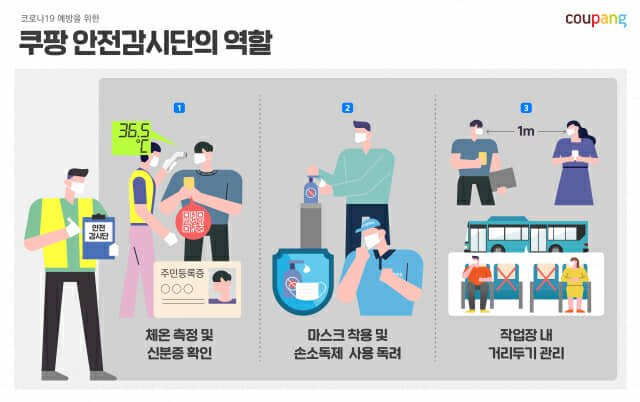 코로나19 예방을 위한
coupang
쿠팡 안전감시단의 역할
1
2
3
36.5
℃
1m
안전
감시단
주민등록증
○○○
체온 측정 및
신분증 확인
마스크 착용 및
손소독제 사용 독려
작업장 내
거리두기 관리